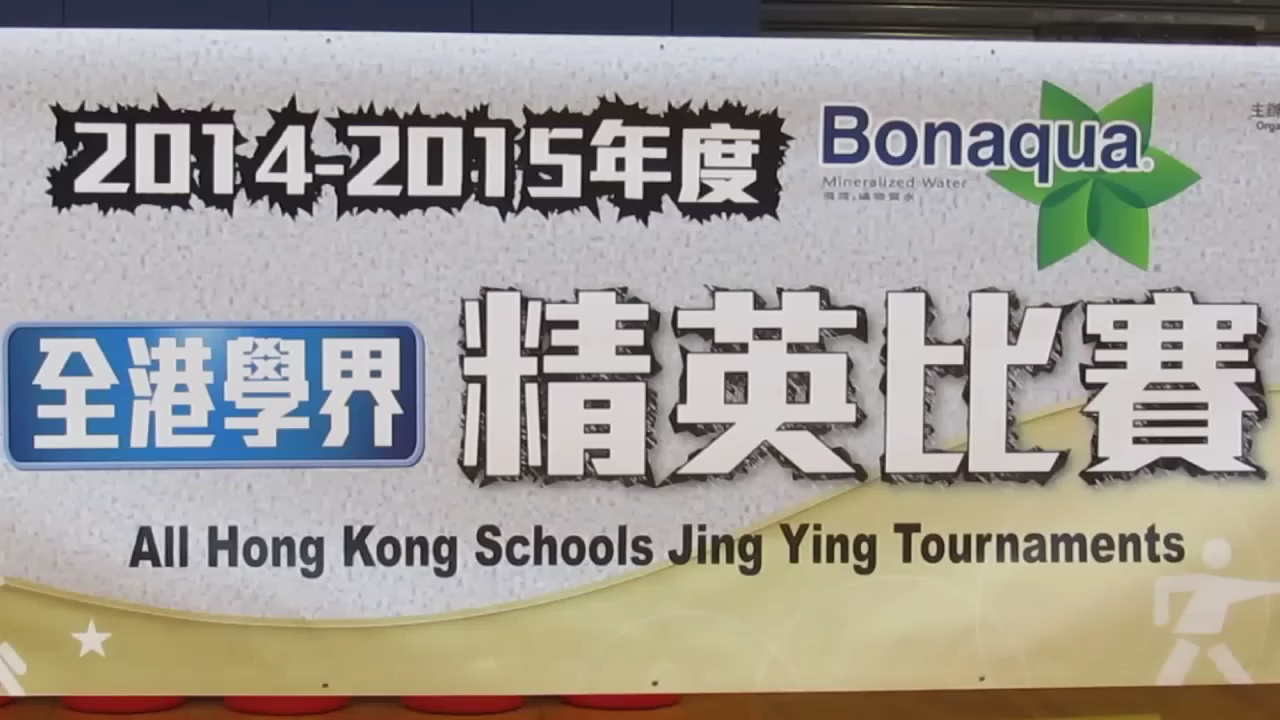 2014-2015年度
Bonaqua
Mineralized Water
全港學界
精英比賽
All Hong Kong Schools Jing Ying Tournaments